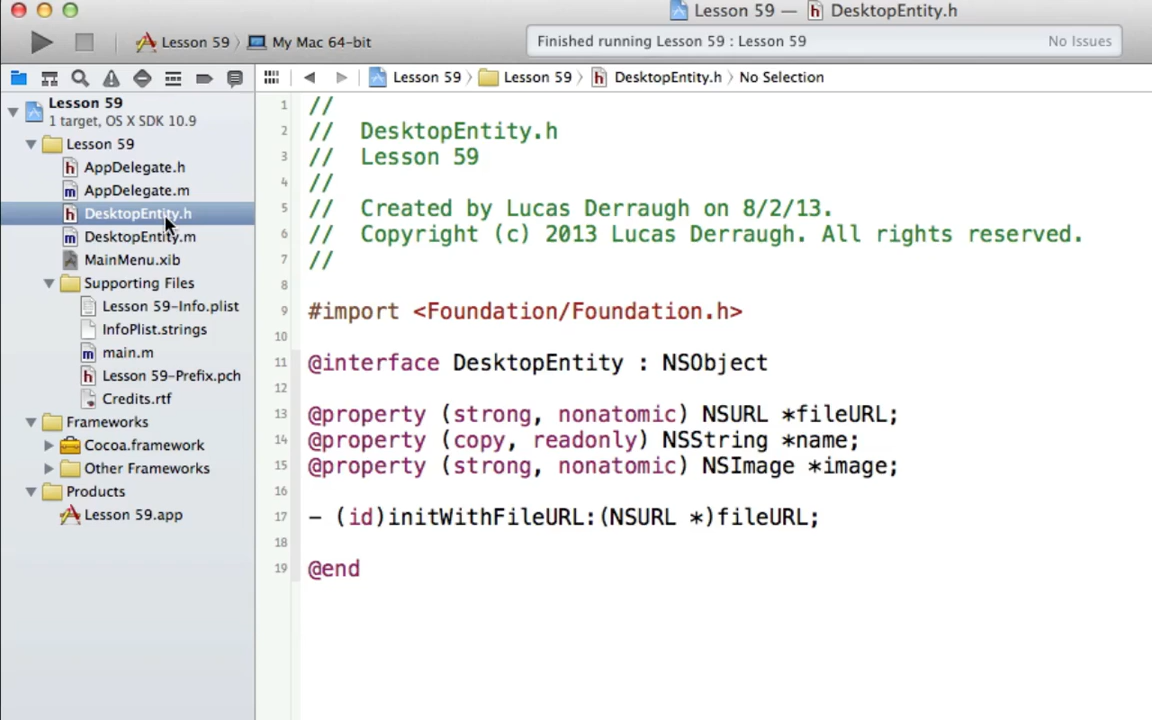 Lesson 59 — DesktopEntity.h
Lesson 59 My Mac 64-bit
Finished running Lesson 59 : Lesson 59 No Issues
Lesson 59 Lesson 59 DesktopEntity.h No Selection
Lesson 59
1 target, OS X SDK 10.9
Lesson 59
AppDelegate.h
AppDelegate.m
DesktopEntity.h
DesktopEntity.m
MainMenu.xib
Supporting Files
Lesson 59-Info.plist
InfoPlist.strings
main.m
Lesson 59-Prefix.pch
Credits.rtf
Frameworks
Cocoa.framework
Other Frameworks
Products
Lesson 59.app
1 //
2 // DesktopEntity.h
3 // Lesson 59
4 //
5 // Created by Lucas Derraugh on 8/2/13.
6 // Copyright (c) 2013 Lucas Derraugh. All rights reserved.
7 //
8
9 #import <Foundation/Foundation.h>
10
11 @interface DesktopEntity : NSObject
12
13 @property (strong, nonatomic) NSURL *fileURL;
14 @property (copy, readonly) NSString *name;
15 @property (strong, nonatomic) NSImage *image;
16
17 - (id)initWithFileURL:(NSURL *)fileURL;
18
19 @end